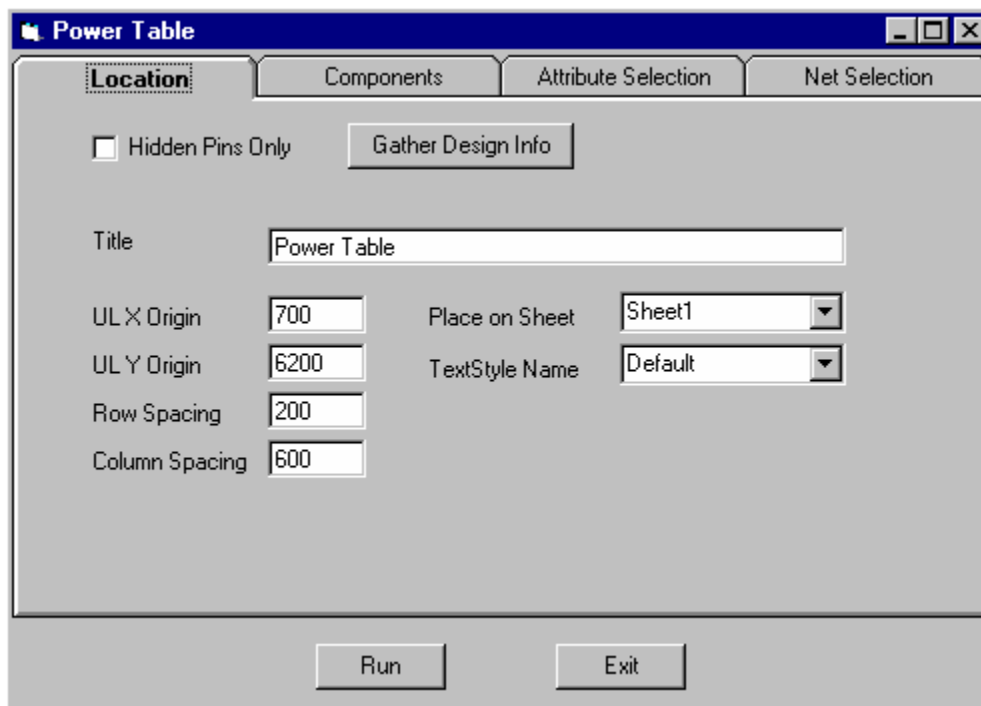 Power Table
Location Components Attribute Selection Net Selection
Hidden Pins Only Gather Design Info
Title Power Table
UL X Origin 700 Place on Sheet Sheet1
UL Y Origin 6200 TextStyle Name Default
Row Spacing 200
Column Spacing 600
Run Exit